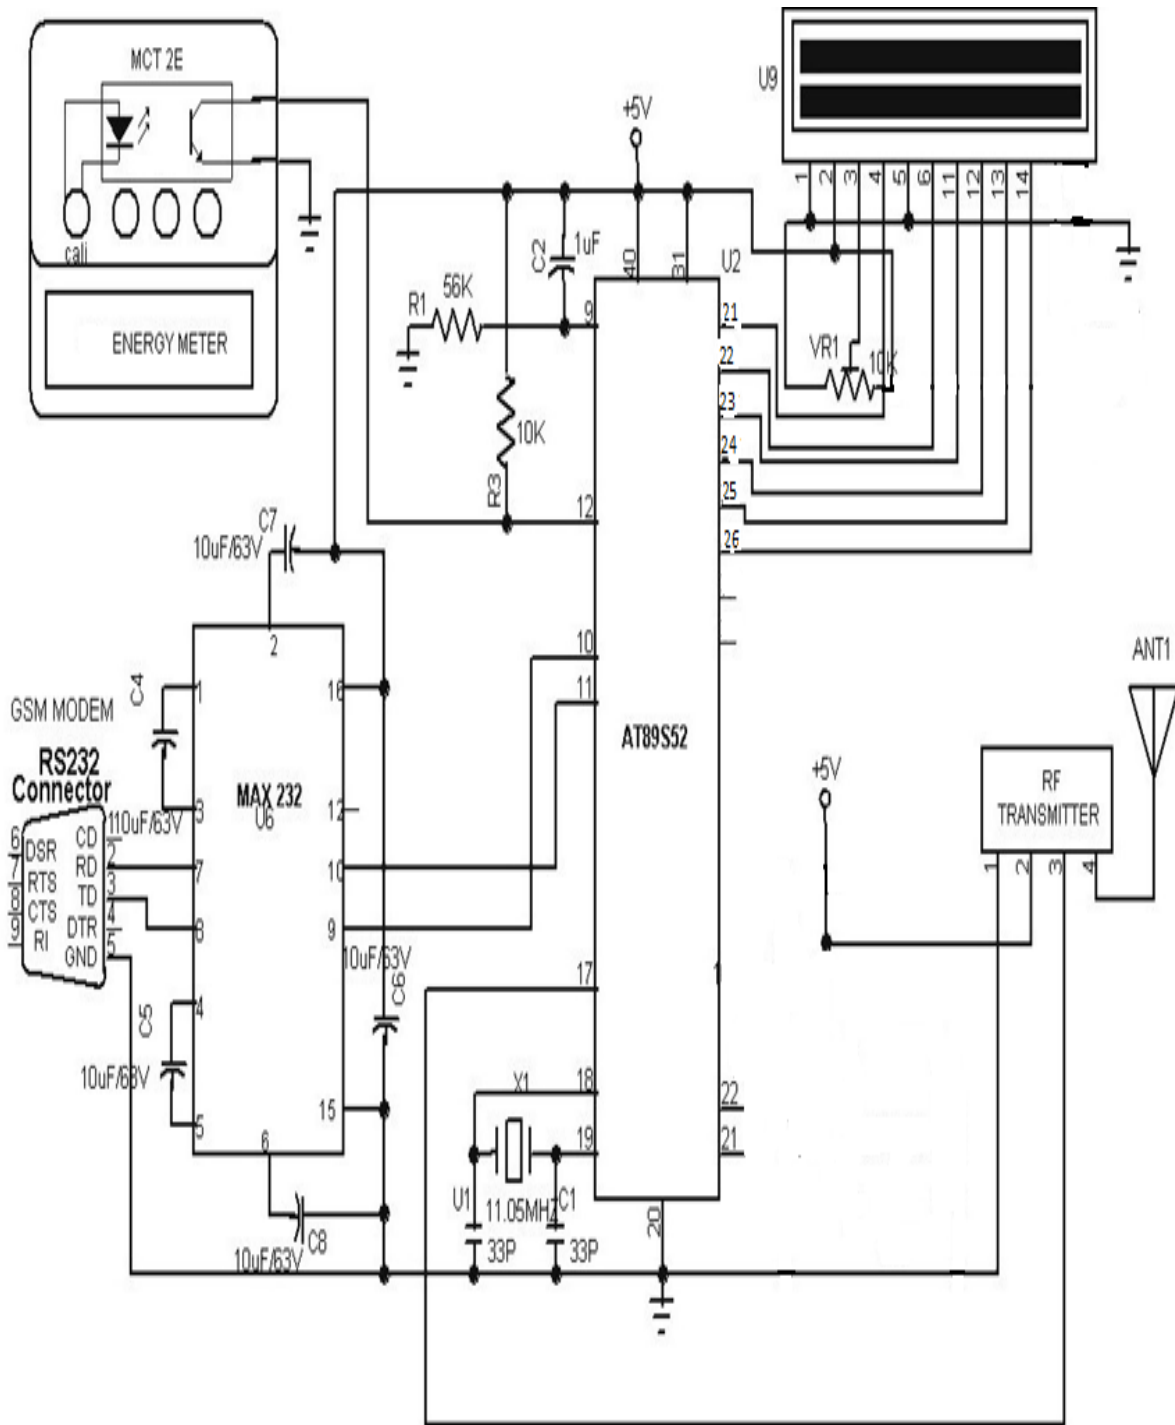 MCT 2E
cali
ENERGY METER
U9
1 2 3 4 5 6 11 12 13 14
+5V
C2
1uF
40
31
U2
R1
56K
9
21
22
23
24
25
26
VR1
10K
10K
R3
12
C7
10uF/63V
2
10
11
AT89S52
ANT1
C4
1
16
GSM MODEM
RS232
Connector
MAX 232
U6
3
12
110uF/63V
+5V
RF
TRANSMITTER
1 2 3 4
6
DSR
7
RTS
8
CTS
9
RI
CD
2
RD
3
TD
4
DTR
5
GND
7
10
8
9
10uF/63V
C6
17
1
C5
4
10uF/63V
5
15
6
18
X1
19
22
21
U1
11.05MHZ
C1
33P
33P
20
C8
10uF/63V